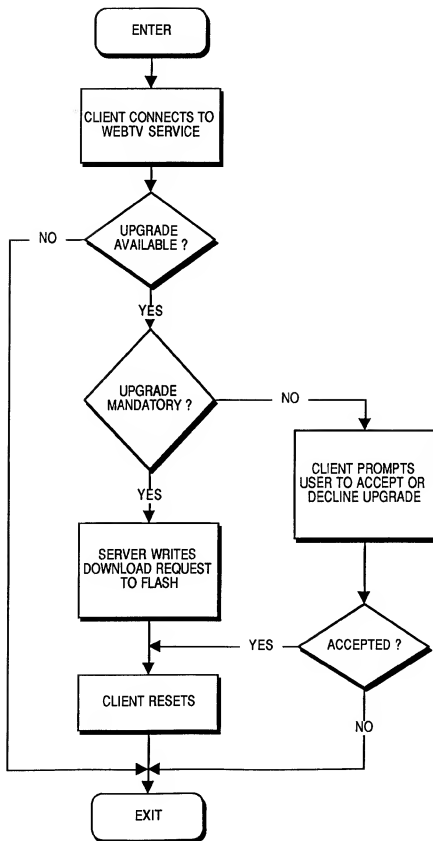 ENTER
CLIENT CONNECTS TO
WEBTV SERVICE
NO
UPGRADE
AVAILABLE ?
YES
UPGRADE
MANDATORY ?
NO
CLIENT PROMPTS
USER TO ACCEPT OR
DECLINE UPGRADE
YES
SERVER WRITES
DOWNLOAD REQUEST
TO FLASH
YES
ACCEPTED ?
CLIENT RESETS
NO
EXIT